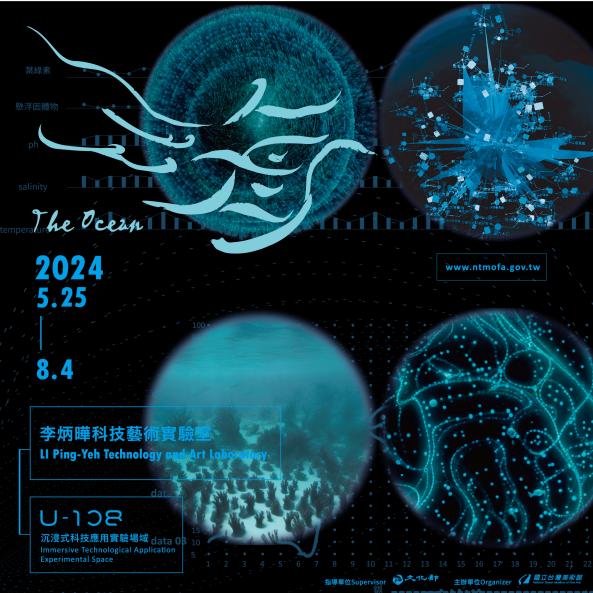 葉綠素
懸浮固體物
ph
salinity
temperature
海
The Ocean
2024
5.25
8.4
www.ntmofa.gov.tw
100
李炳曄科技藝術實驗室
LI Ping-Yeh Technology and Art Laboratory
data
U-108
沉浸式科技應用實驗場域
Immersive Technological Application
Experimental Space
data 03
15
10
5
1 2 3 4 5 6 7 8 9 10 11 12 13 14 15 16 17 18 19 20 21 22
指導單位Supervisor 文化部 主辦單位Organizer 國立台灣美術館